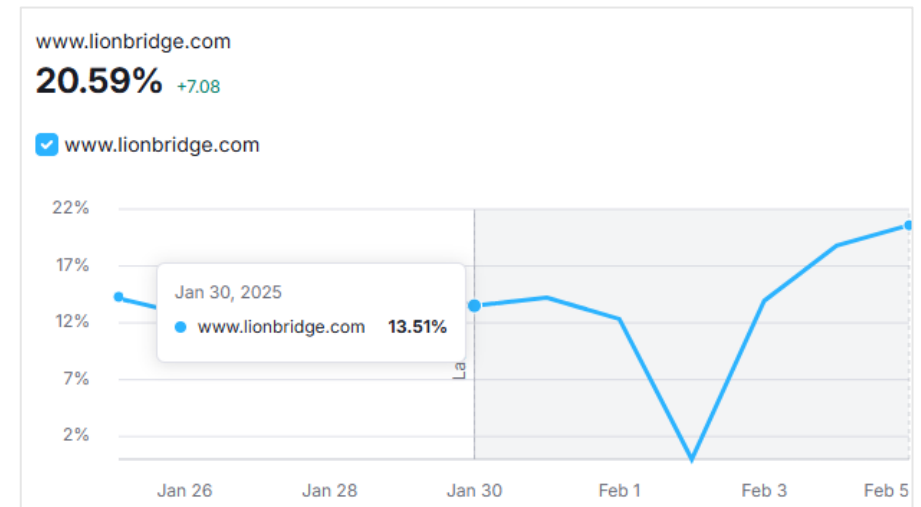 www.lionbridge.com
20.59% +7.08
www.lionbridge.com
22%
17%
12%
7%
2%
Jan 30, 2025
www.lionbridge.com 13.51%
La
Jan 26 Jan 28 Jan 30 Feb 1 Feb 3 Feb 5